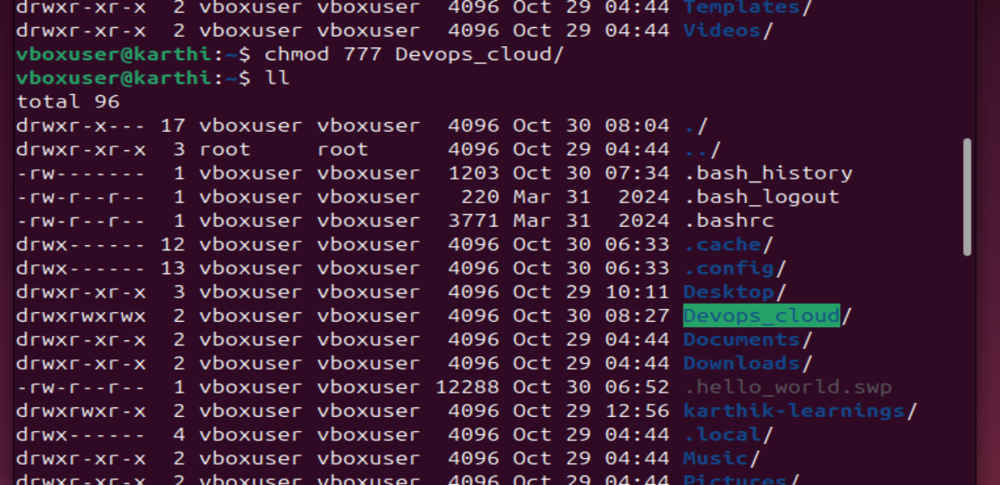 drwxr-xr-x  2 vboxuser vboxuser  4096 Oct 29 04:44 Templates/
drwxr-xr-x  2 vboxuser vboxuser  4096 Oct 29 04:44 Videos/
vboxuser@karthi:~$ chmod 777 Devops_cloud/
vboxuser@karthi:~$ ll
total 96
drwxr-x--- 17 vboxuser vboxuser  4096 Oct 30 08:04 ./
drwxr-xr-x  3 root     root      4096 Oct 29 04:44 ../
-rw-------  1 vboxuser vboxuser  1203 Oct 30 07:34 .bash_history
-rw-r--r--  1 vboxuser vboxuser   220 Mar 31  2024 .bash_logout
-rw-r--r--  1 vboxuser vboxuser  3771 Mar 31  2024 .bashrc
drwx------ 12 vboxuser vboxuser  4096 Oct 30 06:33 .cache/
drwx------ 13 vboxuser vboxuser  4096 Oct 30 06:33 .config/
drwxr-xr-x  3 vboxuser vboxuser  4096 Oct 29 10:11 Desktop/
drwxrwxrwx  2 vboxuser vboxuser  4096 Oct 30 08:27 Devops_cloud/
drwxr-xr-x  2 vboxuser vboxuser  4096 Oct 29 04:44 Documents/
drwxr-xr-x  2 vboxuser vboxuser  4096 Oct 29 04:44 Downloads/
-rw-r--r--  1 vboxuser vboxuser 12288 Oct 30 06:52 .hello_world.swp
drwxrwxr-x  2 vboxuser vboxuser  4096 Oct 29 12:56 karthik-learnings/
drwx------  4 vboxuser vboxuser  4096 Oct 29 04:44 .local/
drwxr-xr-x  2 vboxuser vboxuser  4096 Oct 29 04:44 Music/
drwxr-xr-x  2 vboxuser vboxuser  4096 Oct 29 04:44 Pictures/